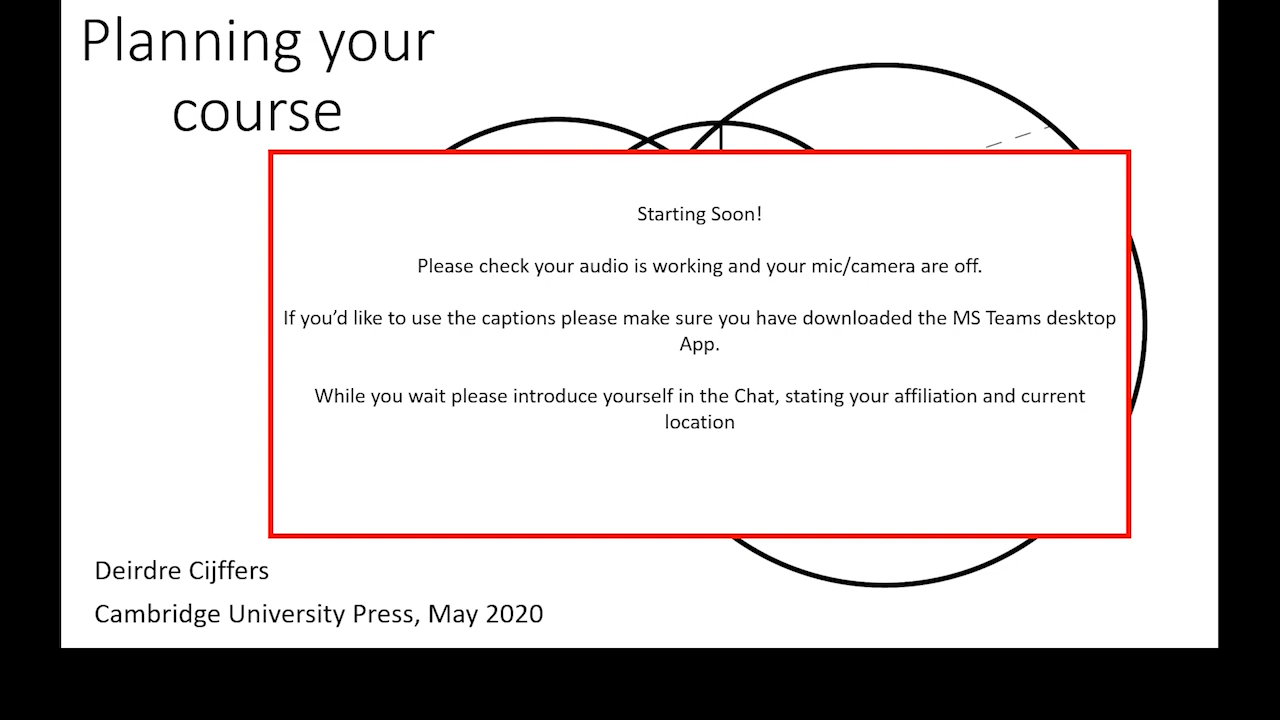 Planning your
course
Starting Soon!
Please check your audio is working and your mic/camera are off.
If you’d like to use the captions please make sure you have downloaded the MS Teams desktop
App.
While you wait please introduce yourself in the Chat, stating your affiliation and current
location
Deirdre Cijffers
Cambridge University Press, May 2020